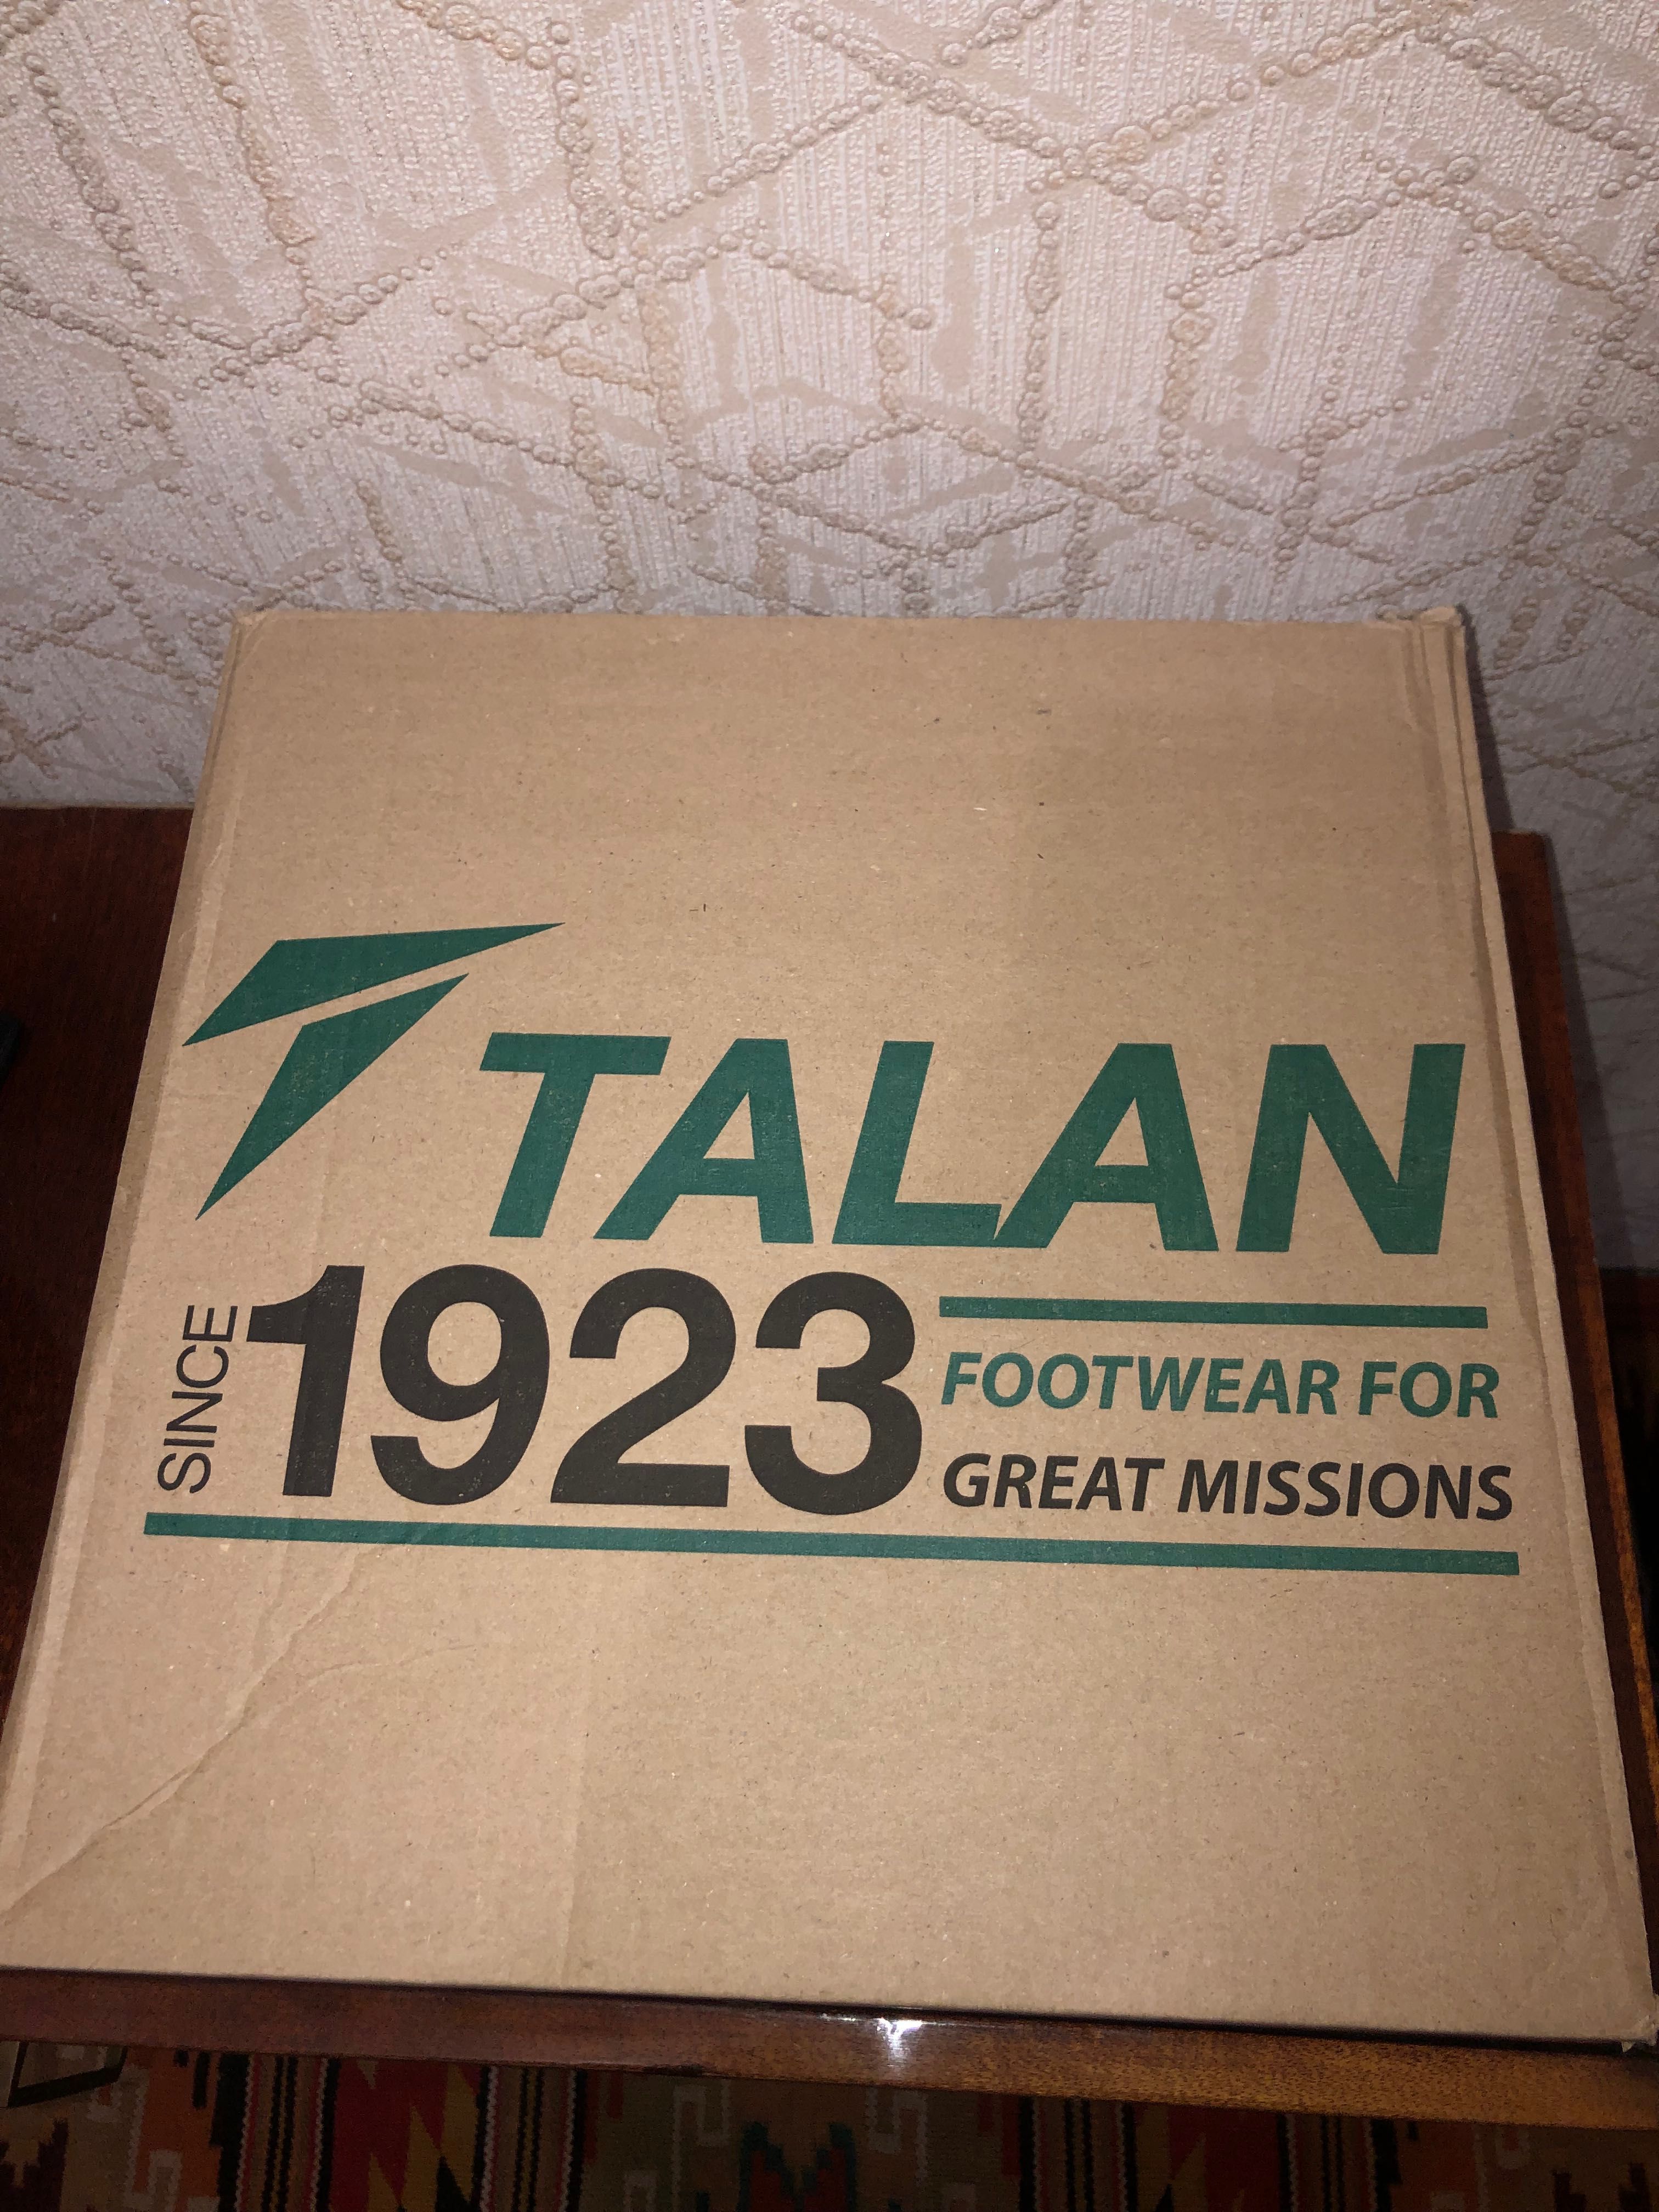 TALAN
SINCE 1923
FOOTWEAR FOR
GREAT MISSIONS